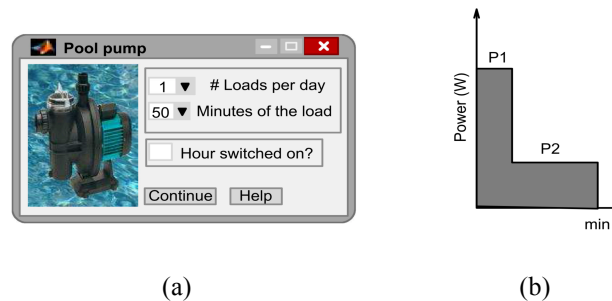 Pool pump
1 # Loads per day
50 Minutes of the load
Hour switched on?
Continue Help
(a)
P1
P2
Power (W)
min
(b)